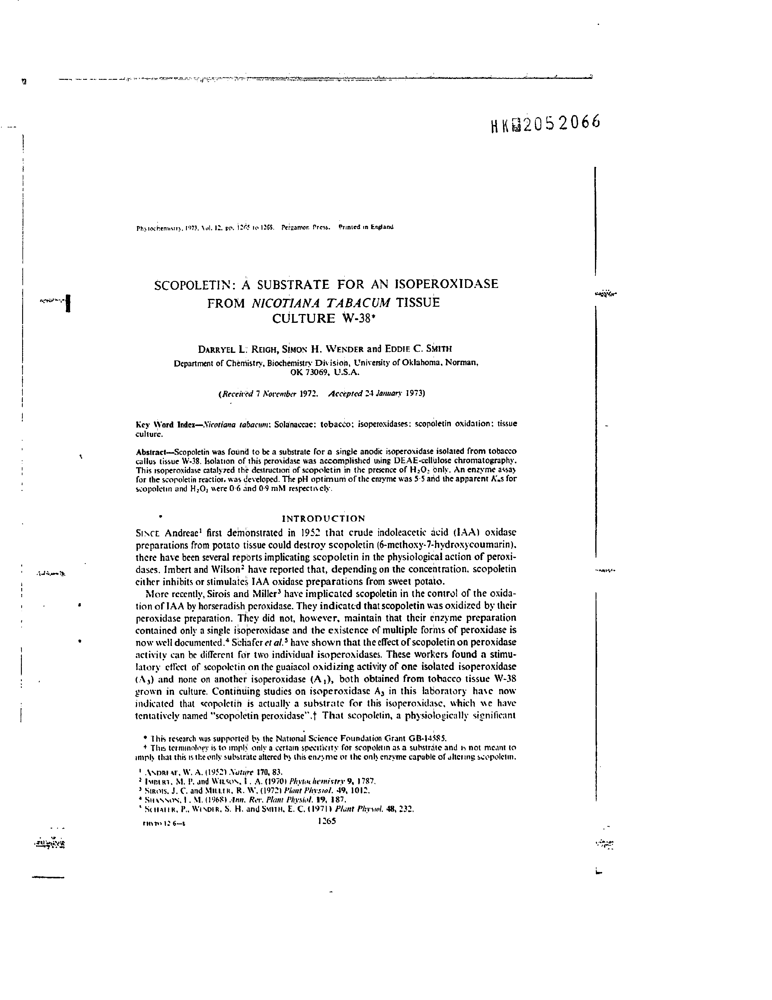 2052066
Phytochemistry, 1973, Vol. 12, pp. 1265 to 1268. Pergamon Press. Printed in England
SCOPOLETIN: A SUBSTRATE FOR AN ISOPEROXIDASE
FROM NICOTIANA TABACUM TISSUE
CULTURE W-38*
DARRYEL L. REIGH, SIMON H. WENDER and EDDIE C. SMITH
Department of Chemistry, Biochemistry Division, University of Oklahoma, Norman,
OK 73069, U.S.A.
(Received 7 November 1972. Accepted 24 January 1973)
Key Word Index—Nicotiana tabacum; Solanaceae; tobacco; isoperoxidases; scopoletin oxidation; tissue
culture.
Abstract—Scopoletin was found to be a substrate for a single anodic isoperoxidase isolated from tobacco
callus tissue W-38. Isolation of this peroxidase was accomplished using DEAE-cellulose chromatography.
This isoperoxidase catalyzed the destruction of scopoletin in the presence of H₂O₂ only. An enzyme assay
for the scopoletin reaction was developed. The pH optimum of the enzyme was 5·5 and the apparent Kₘs for
scopoletin and H₂O₂ were 0·6 and 0·9 mM respectively.
INTRODUCTION
SINCE Andreae¹ first demonstrated in 1952 that crude indoleacetic acid (IAA) oxidase
preparations from potato tissue could destroy scopoletin (6-methoxy-7-hydroxycoumarin),
there have been several reports implicating scopoletin in the physiological action of peroxi-
dases. Imbert and Wilson² have reported that, depending on the concentration, scopoletin
either inhibits or stimulates IAA oxidase preparations from sweet potato.
More recently, Sirois and Miller³ have implicated scopoletin in the control of the oxida-
tion of IAA by horseradish peroxidase. They indicated that scopoletin was oxidized by their
peroxidase preparation. They did not, however, maintain that their enzyme preparation
contained only a single isoperoxidase and the existence of multiple forms of peroxidase is
now well documented.⁴ Schafer et al.⁵ have shown that the effect of scopoletin on peroxidase
activity can be different for two individual isoperoxidases. These workers found a stimu-
latory effect of scopoletin on the guaiacol oxidizing activity of one isolated isoperoxidase
(A₃) and none on another isoperoxidase (A₁), both obtained from tobacco tissue W-38
grown in culture. Continuing studies on isoperoxidase A₃ in this laboratory have now
indicated that scopoletin is actually a substrate for this isoperoxidase, which we have
tentatively named "scopoletin peroxidase".† That scopoletin, a physiologically significant
* This research was supported by the National Science Foundation Grant GB-14585.
† This terminology is to imply only a certain specificity for scopoletin as a substrate and is not meant to
imply that this is the only substrate altered by this enzyme or the only enzyme capable of altering scopoletin.
¹ ANDREAE, W. A. (1952) Nature 170, 83.
² IMBERT, M. P. and WILSON, L. A. (1970) Phytochemistry 9, 1787.
³ SIROIS, J. C. and MILLER, R. W. (1972) Plant Physiol. 49, 1012.
⁴ SHANNON, L. M. (1968) Ann. Rev. Plant Physiol. 19, 187.
⁵ SCHAFER, P., WENDER, S. H. and SMITH, E. C. (1971) Plant Physiol. 48, 232.
PHYTO 12 6—A
1265